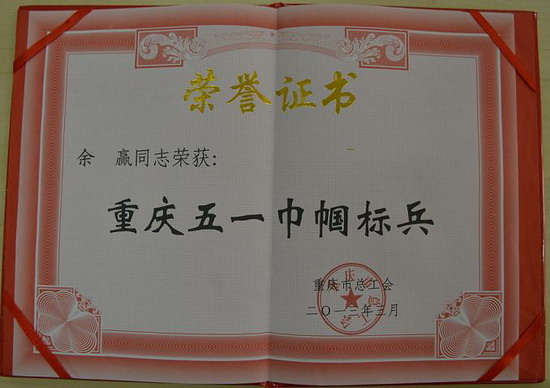 荣誉证书
余 赢同志荣获:
重庆五一巾帼标兵
重庆市总工会
二〇一二年三月